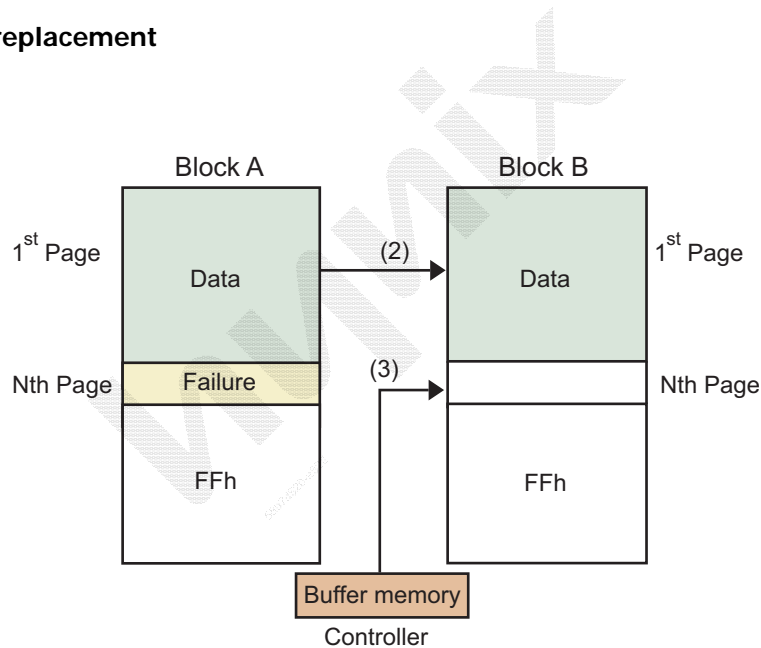 replacement
Block A
Block B
1st Page
(2)
1st Page
Data
Data
Nth Page
Failure
(3)
Nth Page
FFh
FFh
Buffer memory
Controller